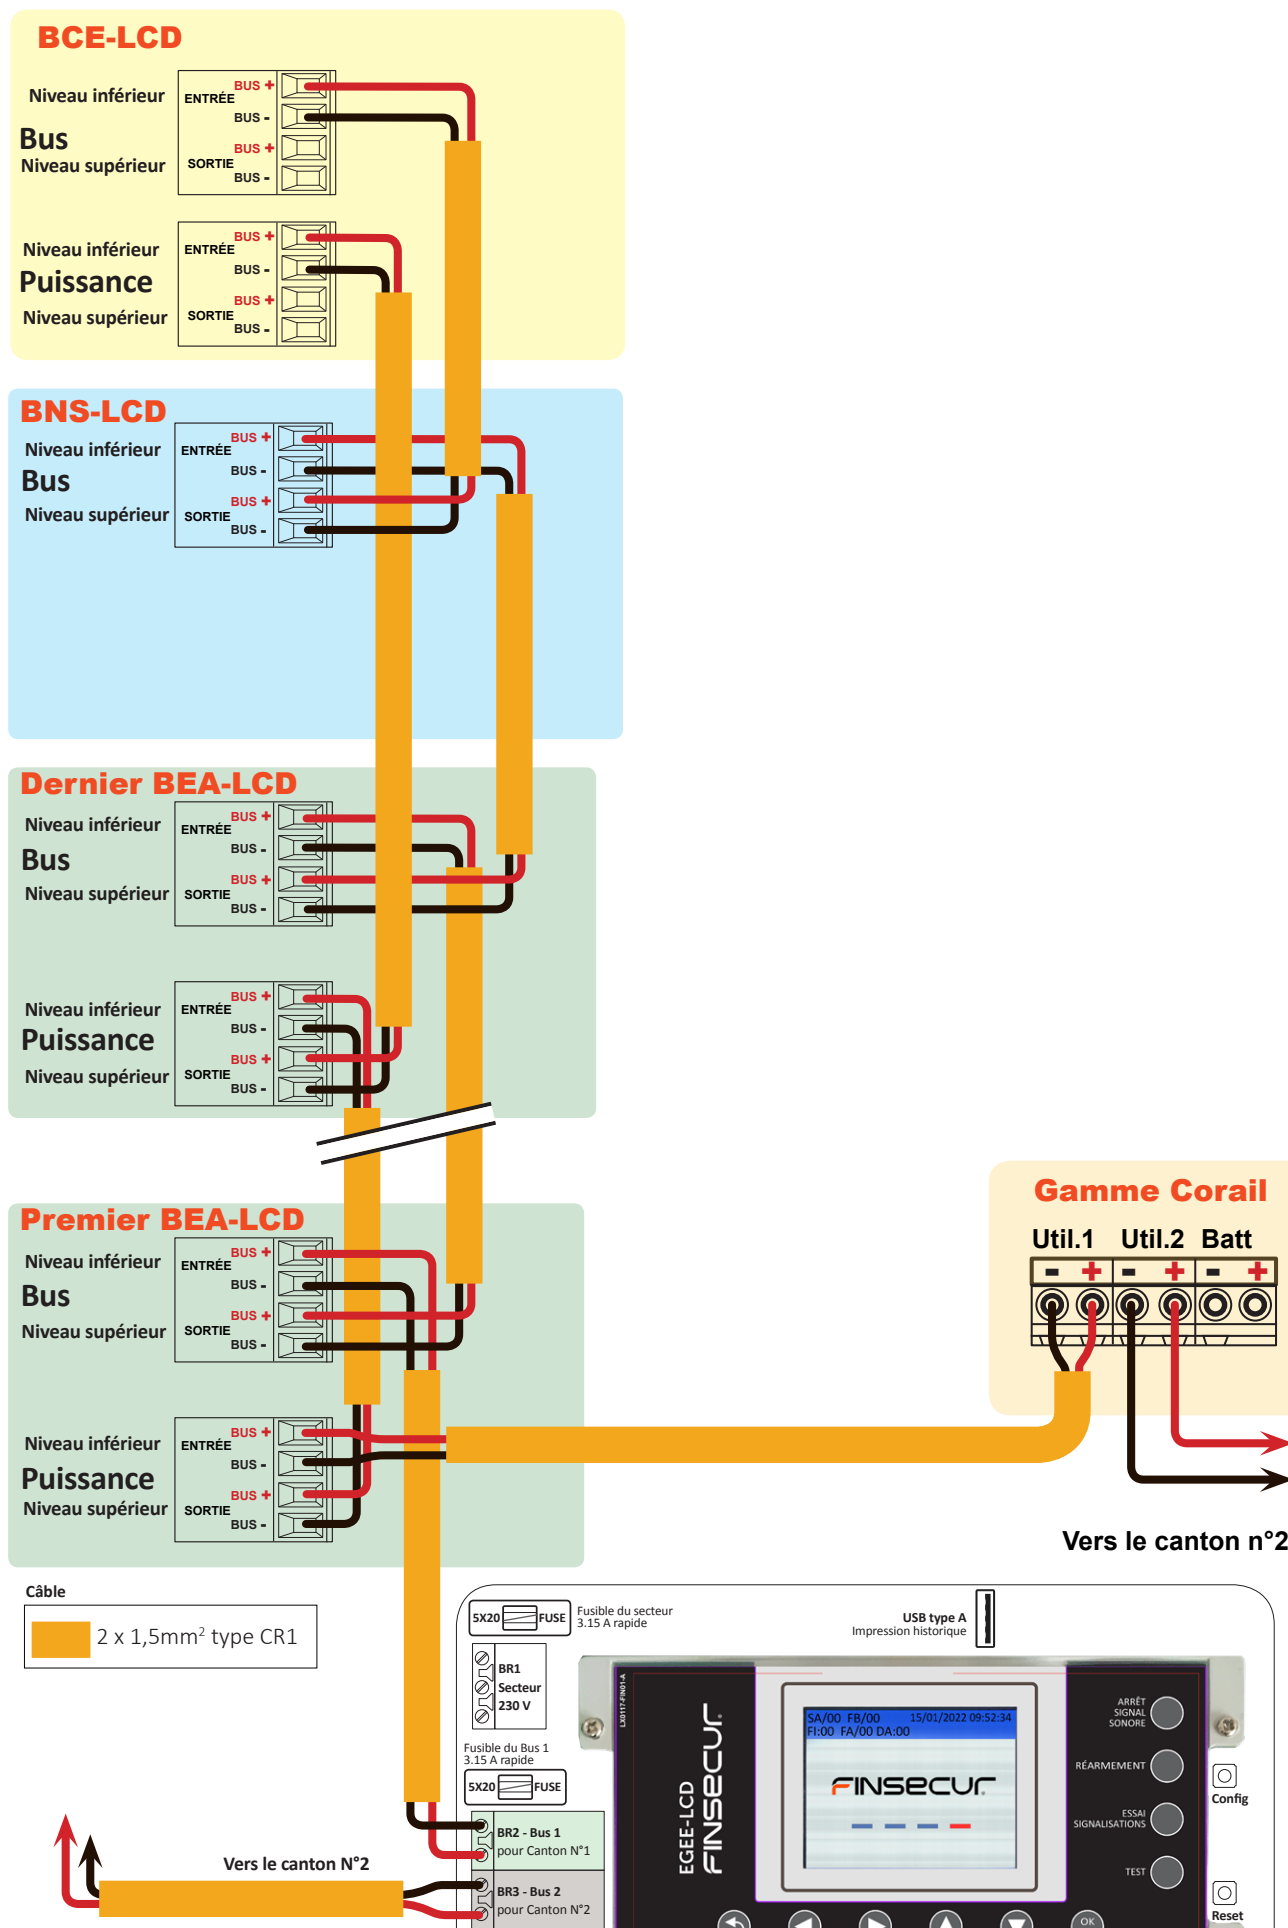 BCE-LCD
Niveau inférieur
Bus
Niveau supérieur
ENTRÉE
BUS +
BUS -
SORTIE
BUS +
BUS -
Niveau inférieur
Puissance
Niveau supérieur
ENTRÉE
BUS +
BUS -
SORTIE
BUS +
BUS -
BNS-LCD
Niveau inférieur
Bus
Niveau supérieur
ENTRÉE
BUS +
BUS -
SORTIE
BUS +
BUS -
Dernier BEA-LCD
Niveau inférieur
Bus
Niveau supérieur
ENTRÉE
BUS +
BUS -
SORTIE
BUS +
BUS -
Niveau inférieur
Puissance
Niveau supérieur
ENTRÉE
BUS +
BUS -
SORTIE
BUS +
BUS -
Premier BEA-LCD
Niveau inférieur
Bus
Niveau supérieur
ENTRÉE
BUS +
BUS -
SORTIE
BUS +
BUS -
Niveau inférieur
Puissance
Niveau supérieur
ENTRÉE
BUS +
BUS -
SORTIE
BUS +
BUS -
Gamme Corail
Util.1 Util.2 Batt
- + - + - +
Vers le canton n°2
Câble
2 x 1,5mm² type CR1
5X20 FUSE
Fusible du secteur
3.15 A rapide
USB type A
Impression historique
BR1
Secteur
230 V
Fusible du Bus 1
3.15 A rapide
5X20 FUSE
BR2 - Bus 1
pour Canton N°1
BR3 - Bus 2
pour Canton N°2
Vers le canton N°2
LX0117-FIN01-A
EGEE-LCD
FINSECUR
SA/00 FB/00 15/01/2022 09:52:34
FI:00 FA/00 DA:00
FINSECUR
ARRÊT
SIGNAL
SONORE
RÉARMEMENT
ESSAI
SIGNALISATIONS
TEST
OK
Config
Reset